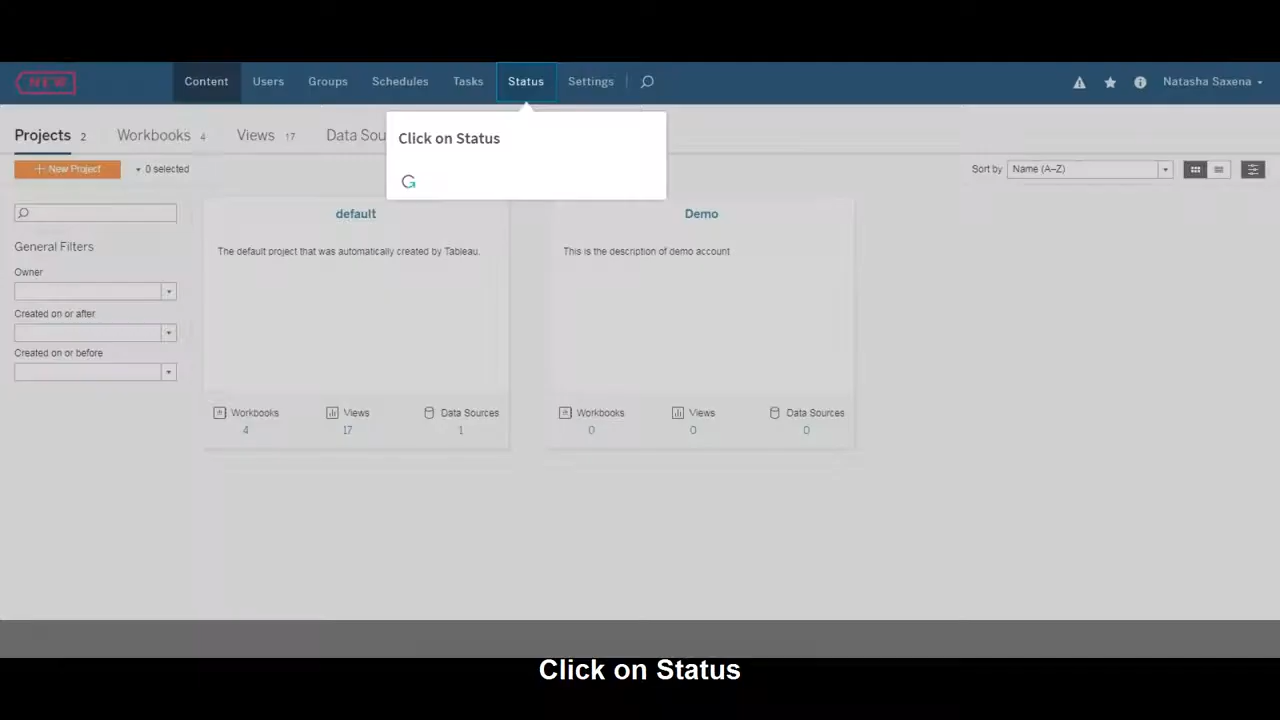 NEW
Content Users Groups Schedules Tasks Status Settings Natasha Saxena
Click on Status
Projects 2 Workbooks 4 Views 17 Data Sou
+ New Project 0 selected Sort by Name (A–Z)
General Filters
Owner
Created on or after
Created on or before
default
The default project that was automatically created by Tableau.
Workbooks Views Data Sources
4 17 1
Demo
This is the description of demo account
Workbooks Views Data Sources
0 0 0
Click on Status